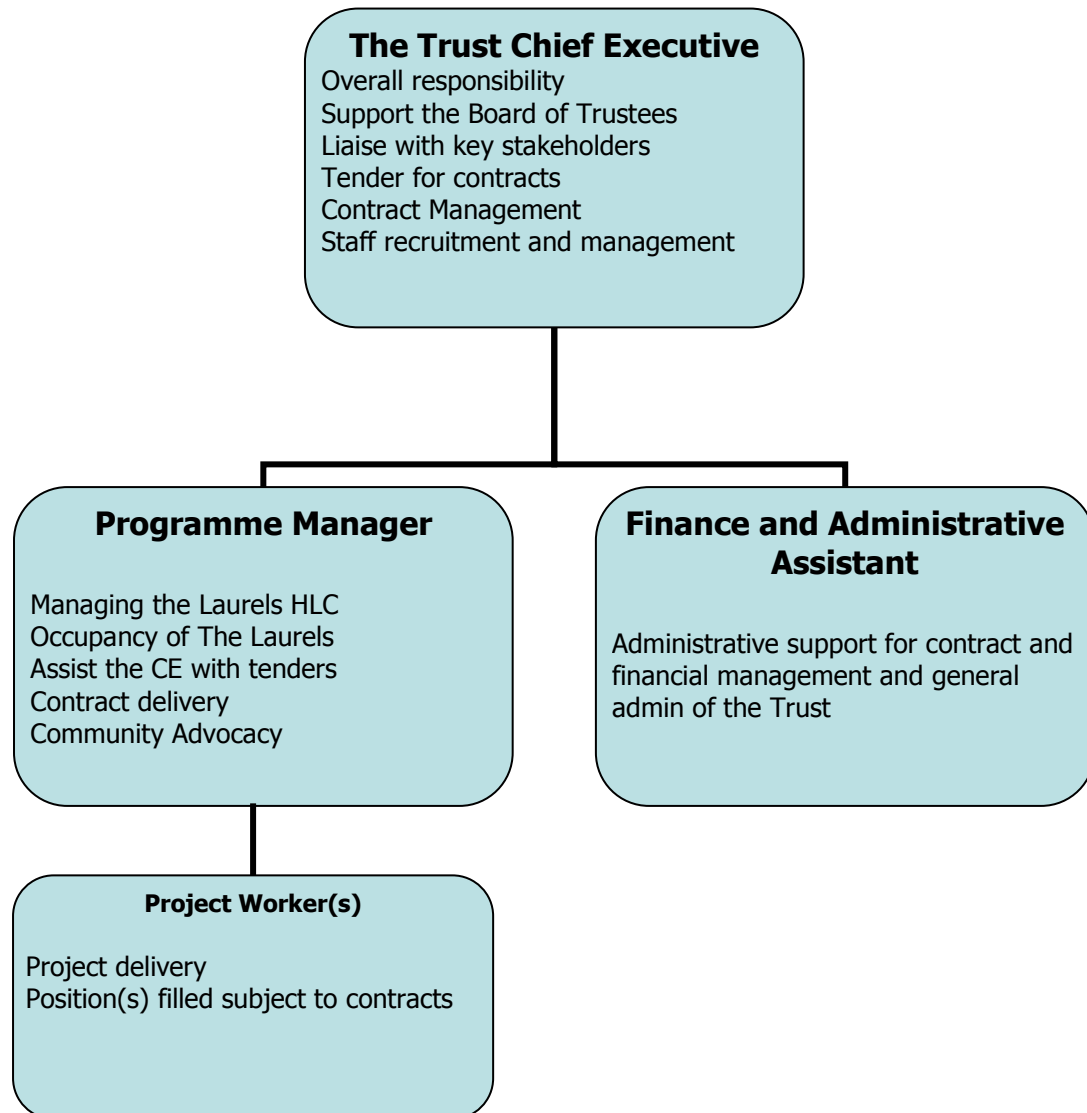 The Trust Chief Executive
Overall responsibility
Support the Board of Trustees
Liaise with key stakeholders
Tender for contracts
Contract Management
Staff recruitment and management
Programme Manager
Managing the Laurels HLC
Occupancy of The Laurels
Assist the CE with tenders
Contract delivery
Community Advocacy
Finance and Administrative
Assistant
Administrative support for contract and
financial management and general
admin of the Trust
Project Worker(s)
Project delivery
Position(s) filled subject to contracts